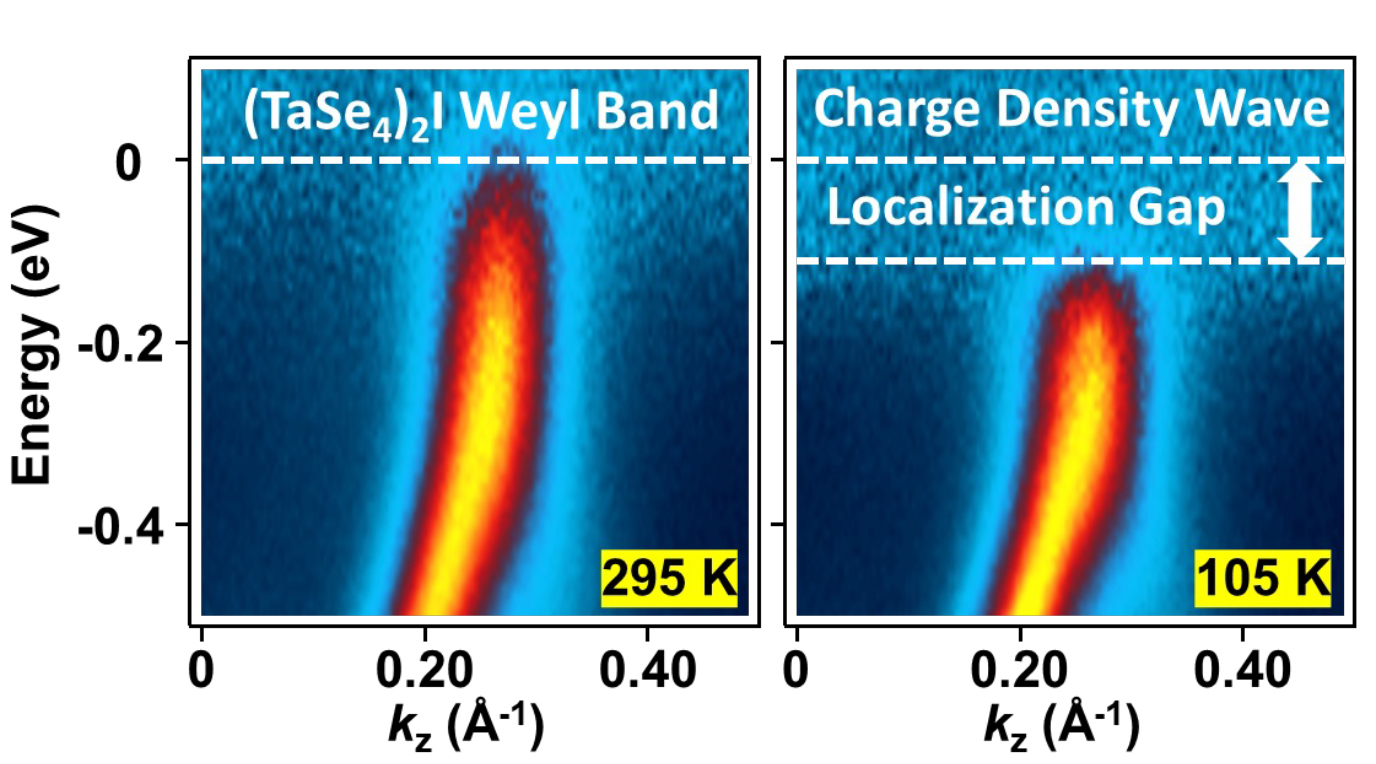 (TaSe₄)₂I Weyl Band
Charge Density Wave
Localization Gap
Energy (eV)
0
-0.2
-0.4
295 K
105 K
0 0.20 0.40
0 0.20 0.40
kz (Å⁻¹)
kz (Å⁻¹)